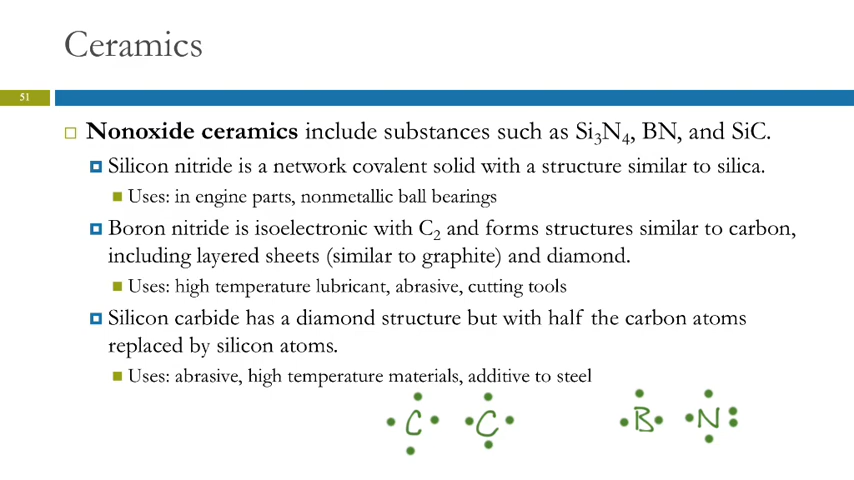 Ceramics
51
Nonoxide ceramics include substances such as Si₃N₄, BN, and SiC.
Silicon nitride is a network covalent solid with a structure similar to silica.
Uses: in engine parts, nonmetallic ball bearings
Boron nitride is isoelectronic with C₂ and forms structures similar to carbon,
including layered sheets (similar to graphite) and diamond.
Uses: high temperature lubricant, abrasive, cutting tools
Silicon carbide has a diamond structure but with half the carbon atoms
replaced by silicon atoms.
Uses: abrasive, high temperature materials, additive to steel
C C B N